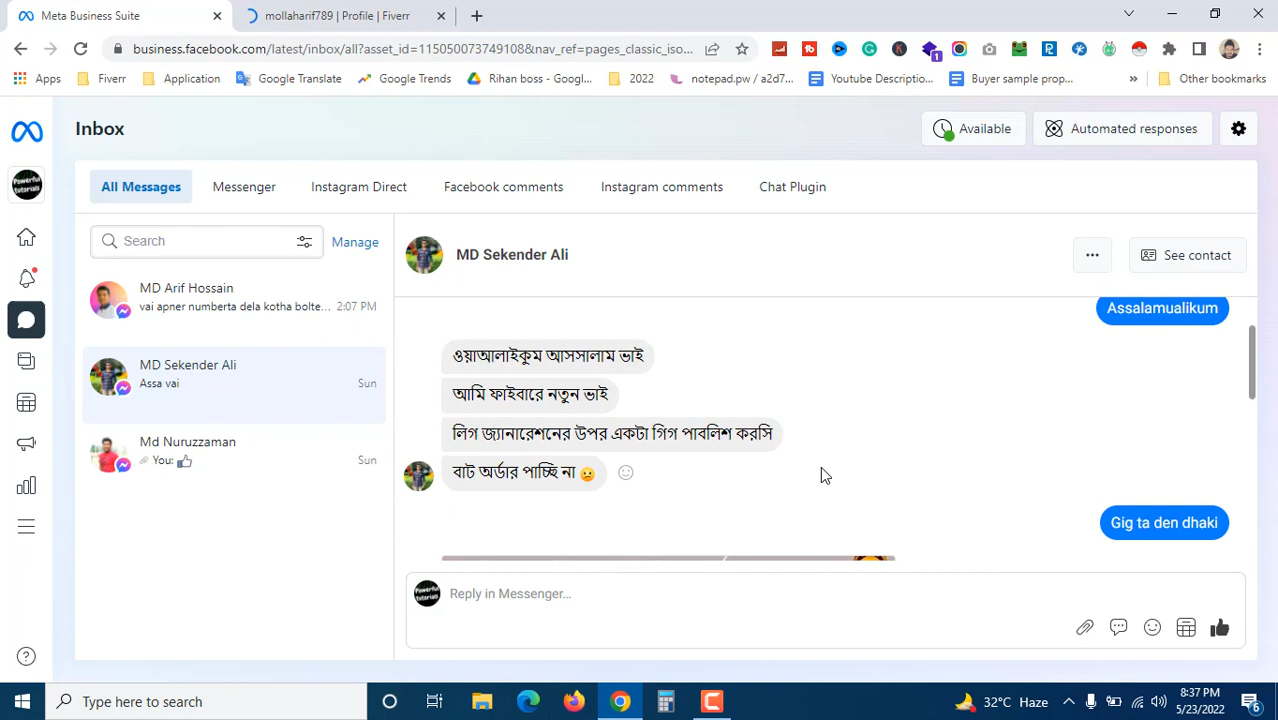 Meta Business Suite
mollaharif789 | Profile | Fiverr
business.facebook.com/latest/inbox/all?asset_id=115050073749108&nav_ref=pages_classic_iso...
Apps
Fiverr
Application
Google Translate
Google Trends
Rihan boss - Googl...
2022
notepad.pw / a2d7...
Youtube Descriptio...
Buyer sample prop...
Other bookmarks
Inbox
Available
Automated responses
All Messages
Messenger
Instagram Direct
Facebook comments
Instagram comments
Chat Plugin
Search
Manage
MD Sekender Ali
See contact
MD Arif Hossain
vai apner numberta dela kotha bolte... 2:07 PM
MD Sekender Ali
Assa vai Sun
Md Nuruzzaman
You: Sun
Assalamualikum
ওয়াআলাইকুম আসসালাম ভাই
আমি ফাইবারে নতুন ভাই
লিগ জ্যানারেশনের উপর একটা গিগ পাবলিশ করসি
বাট অর্ডার পাচ্ছি না
Gig ta den dhaki
Powerful tutorials
Reply in Messenger...
Type here to search
32°C Haze
8:37 PM
5/23/2022
6